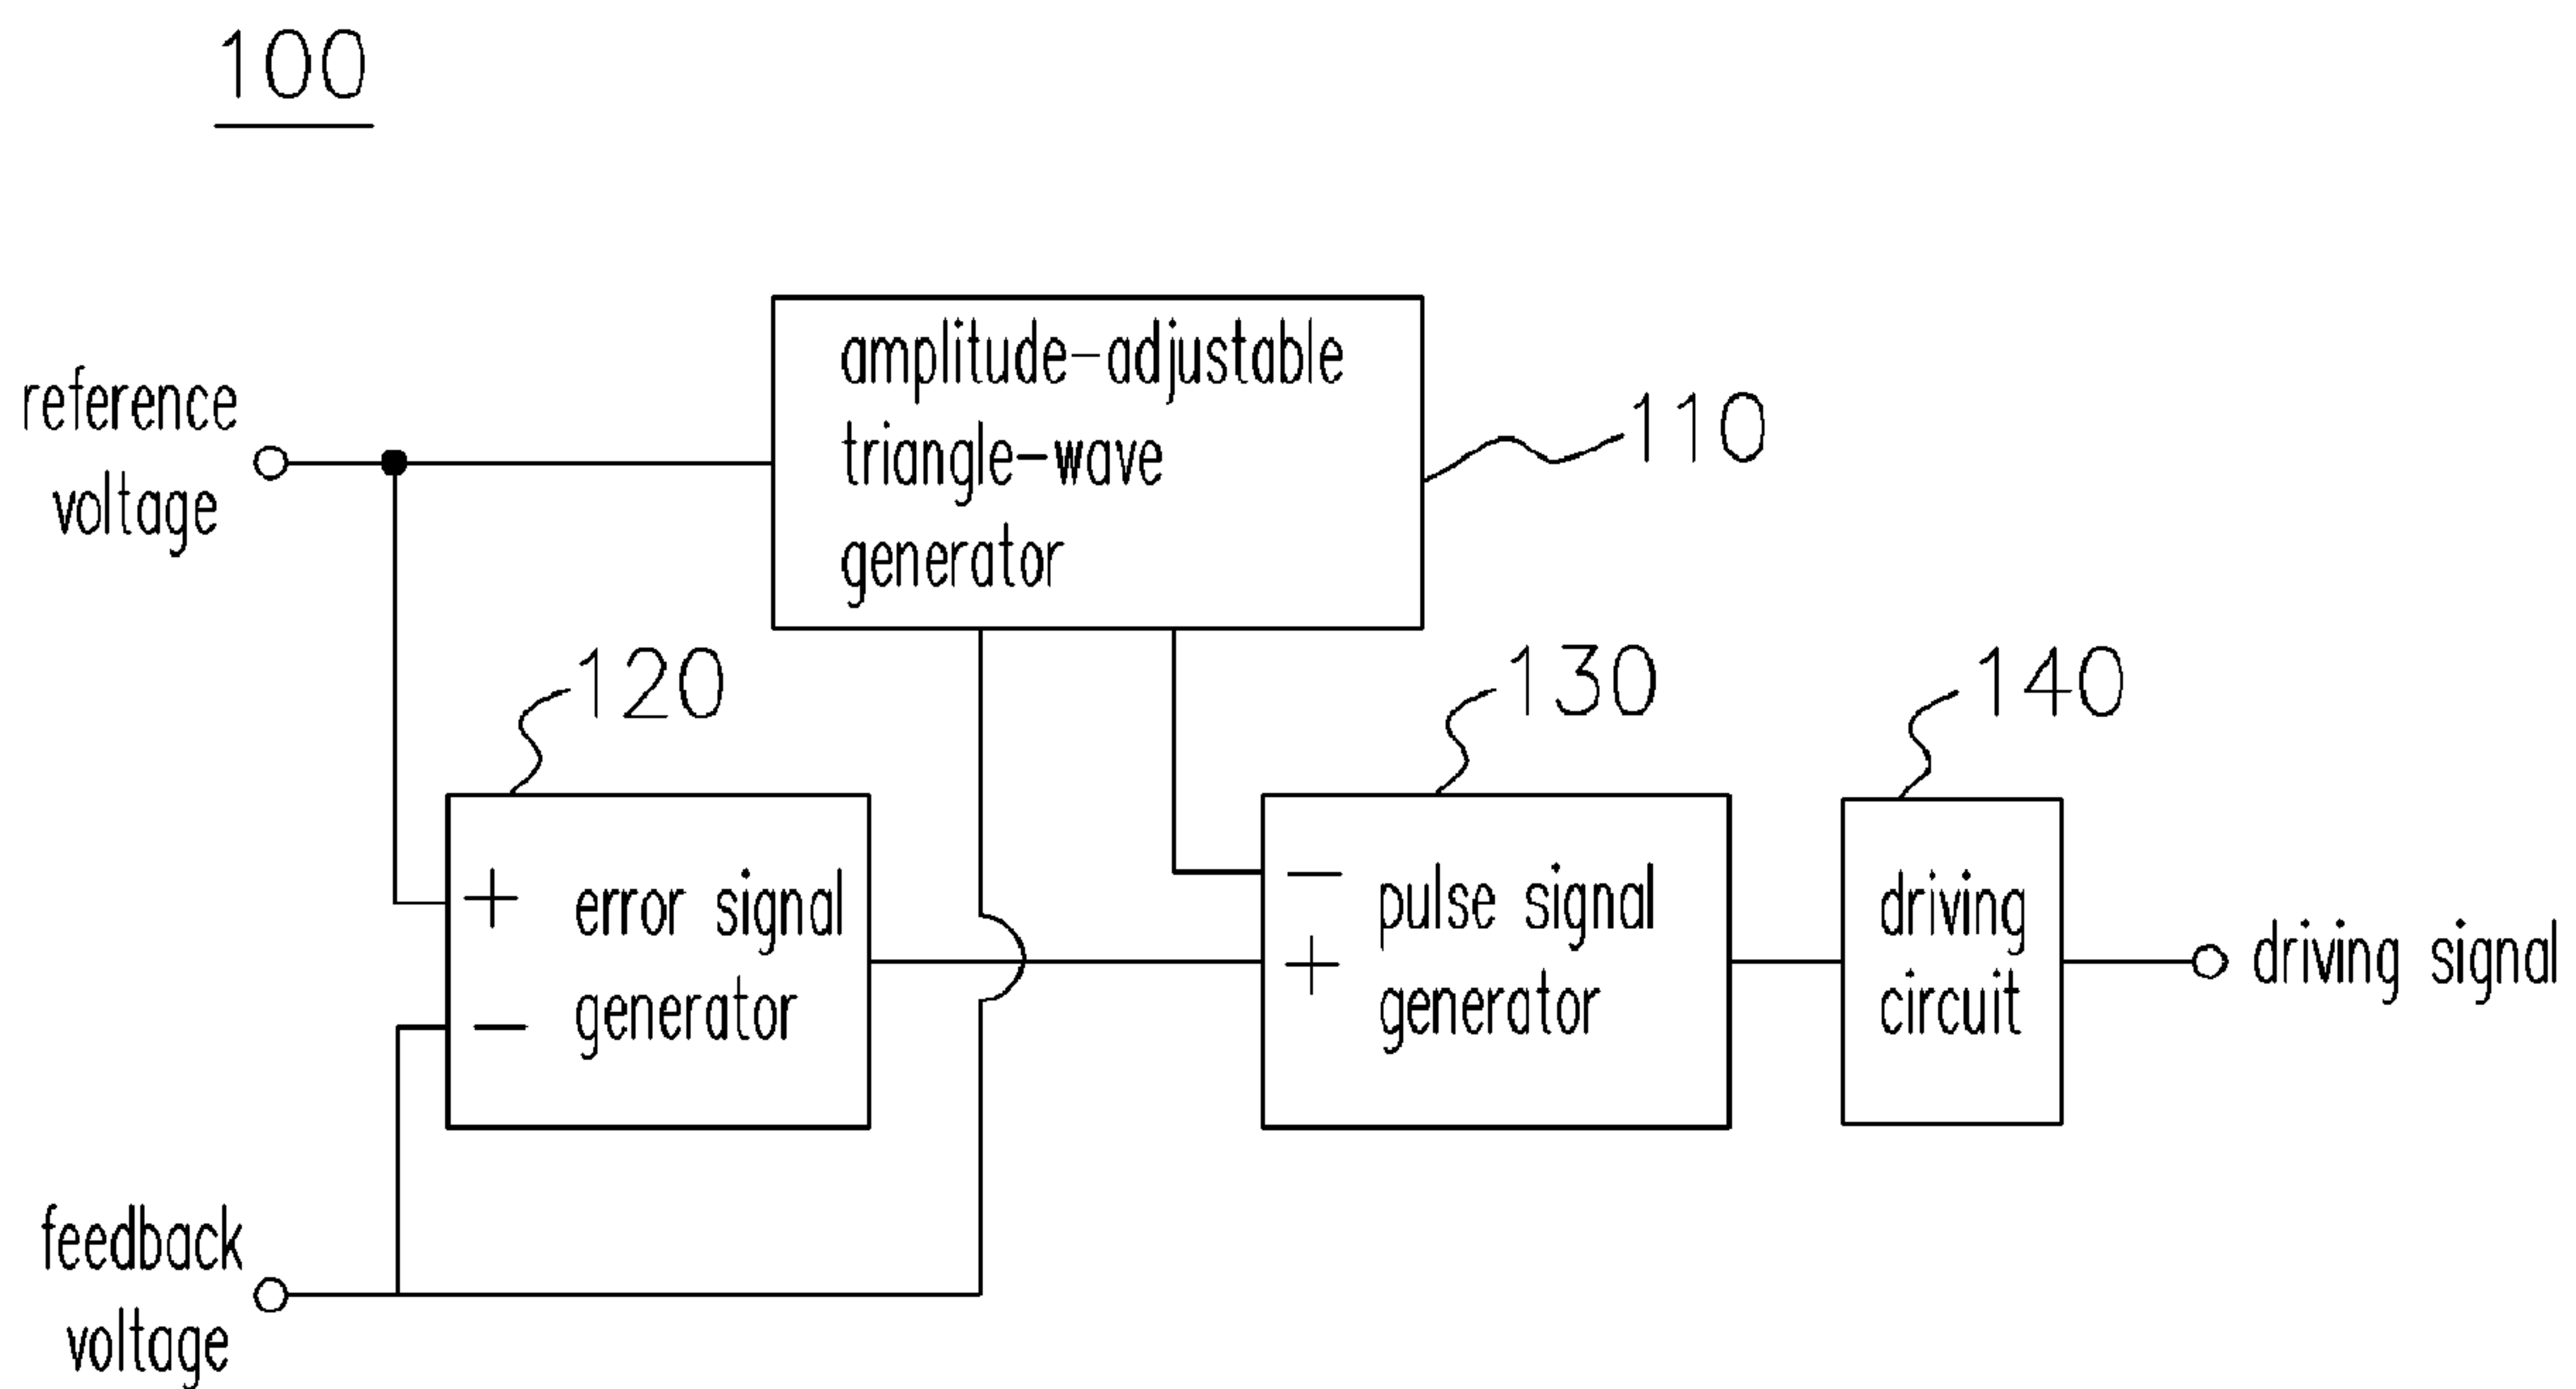 100
amplitude-adjustable
triangle-wave
generator
110
reference
voltage
120
130
140
+
error signal
generator
−
−
pulse signal
+
generator
driving
circuit
driving signal
feedback
voltage